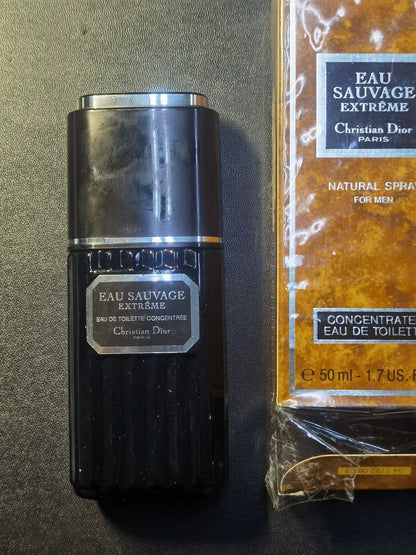 EAU SAUVAGE
EXTRÊME
EAU DE TOILETTE CONCENTRÉE
Christian Dior
PARIS
EAU
SAUVAGE
EXTRÊME
Christian Dior
PARIS
NATURAL SPRAY
FOR MEN
CONCENTRATE
EAU DE TOILETT
℮ 50 ml - 1.7 US. F